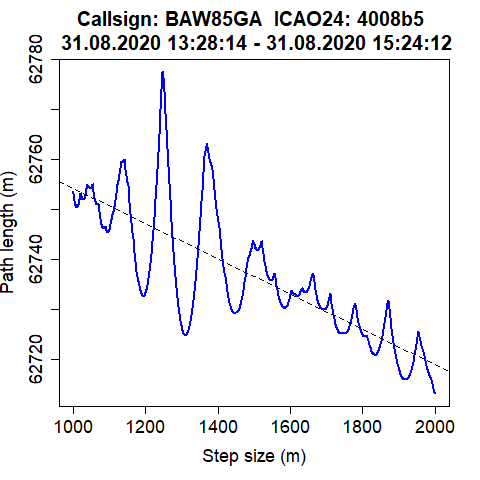 Callsign: BAW85GA  ICAO24: 4008b5
31.08.2020 13:28:14 - 31.08.2020 15:24:12
Path length (m)
62780
62760
62740
62720
1000 1200 1400 1600 1800 2000
Step size (m)